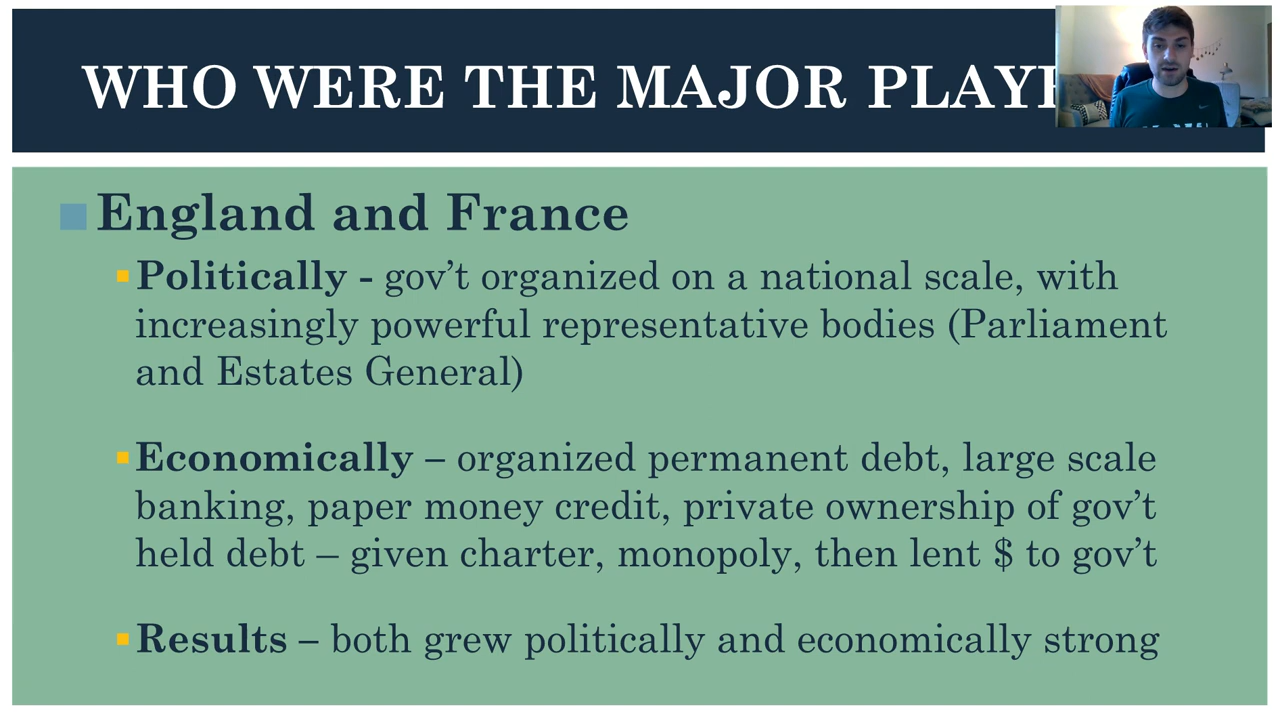 WHO WERE THE MAJOR
England and France
Politically - gov’t organized on a national scale, with
increasingly powerful representative bodies (Parliament
and Estates General)
Economically – organized permanent debt, large scale
banking, paper money credit, private ownership of gov’t
held debt – given charter, monopoly, then lent $ to gov’t
Results – both grew politically and economically strong